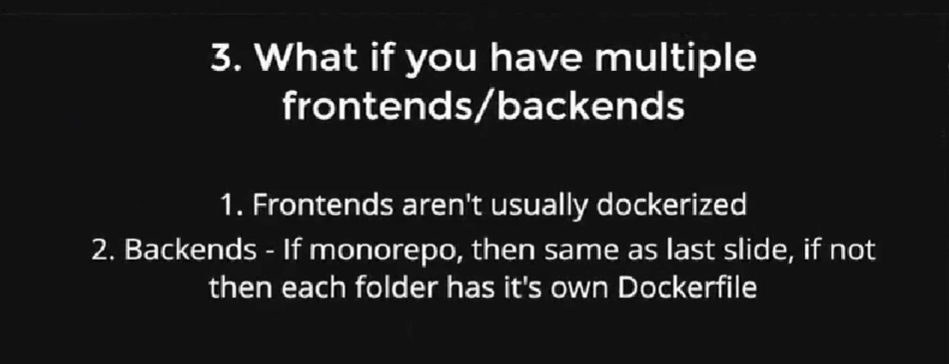 3. What if you have multiple
frontends/backends
1. Frontends aren't usually dockerized
2. Backends - If monorepo, then same as last slide, if not
then each folder has it's own Dockerfile